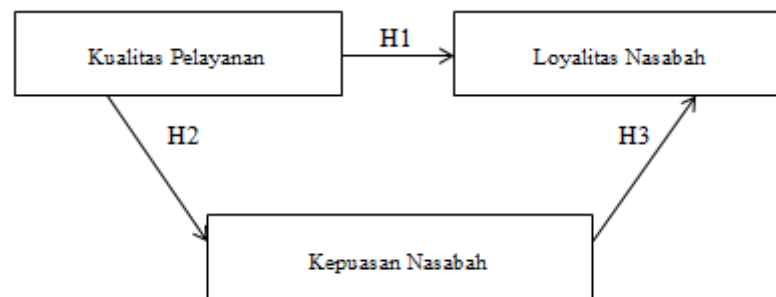 Kualitas Pelayanan
H1
Loyalitas Nasabah
H2
H3
Kepuasan Nasabah